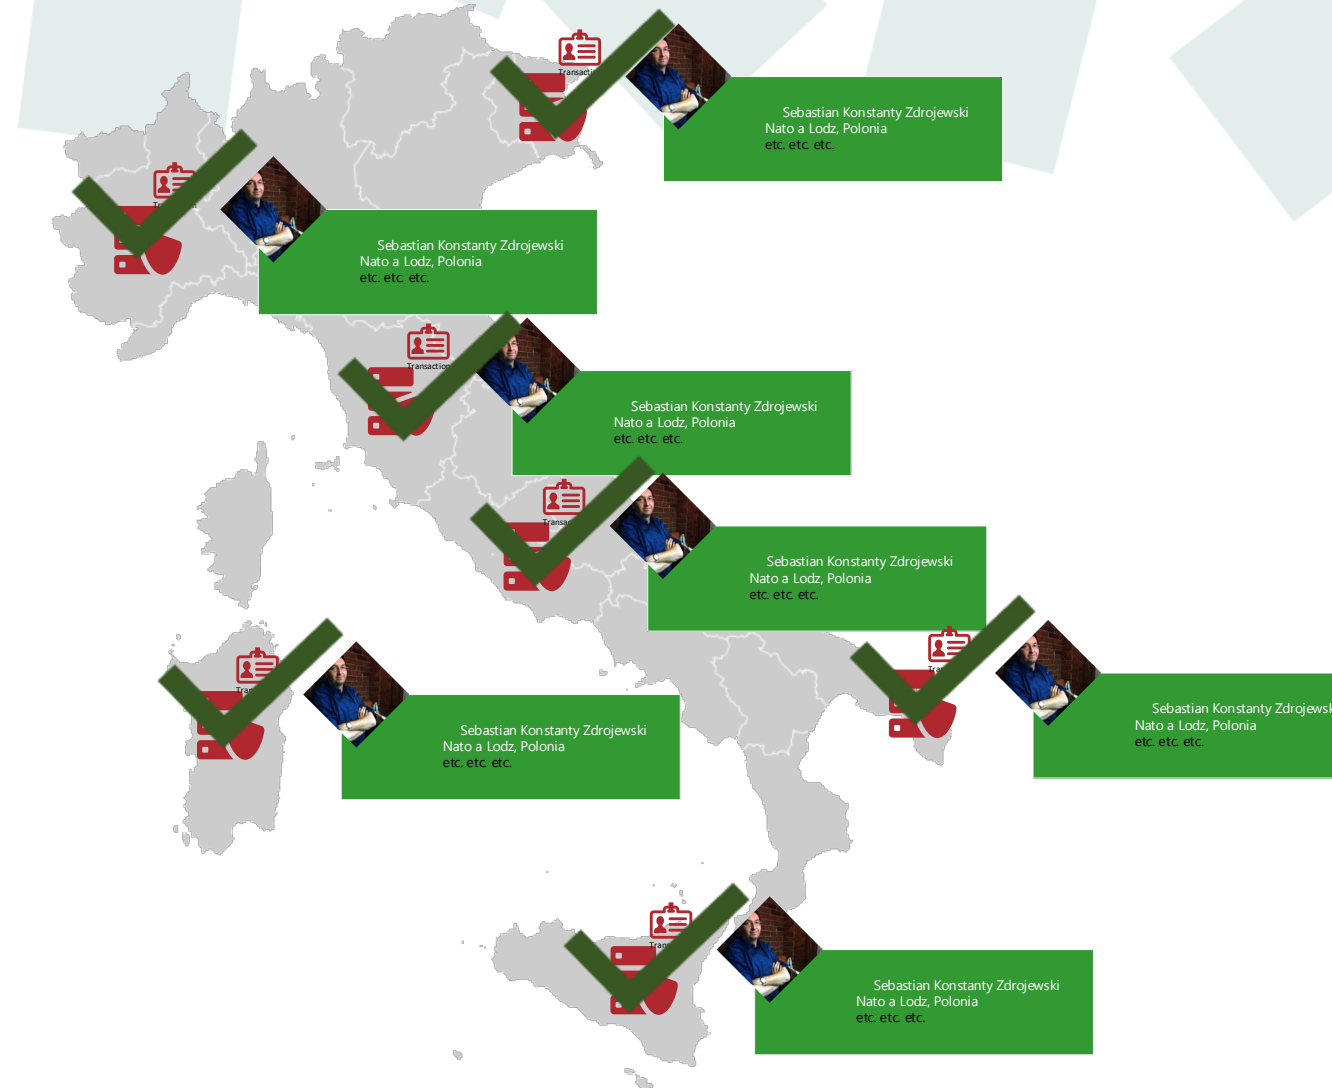 Transaction
Sebastian Konstanty Zdrojewski
Nato a Lodz, Polonia
etc. etc. etc.
Sebastian Konstanty Zdrojewski
Nato a Lodz, Polonia
etc. etc. etc.
Transaction
Sebastian Konstanty Zdrojewski
Nato a Lodz, Polonia
etc. etc. etc.
Sebastian Konstanty Zdrojewski
Nato a Lodz, Polonia
etc. etc. etc.
Sebastian Konstanty Zdrojewsk
Nato a Lodz, Polonia
etc. etc. etc.
Sebastian Konstanty Zdrojewski
Nato a Lodz, Polonia
etc. etc. etc.
Sebastian Konstanty Zdrojewski
Nato a Lodz, Polonia
etc. etc. etc.